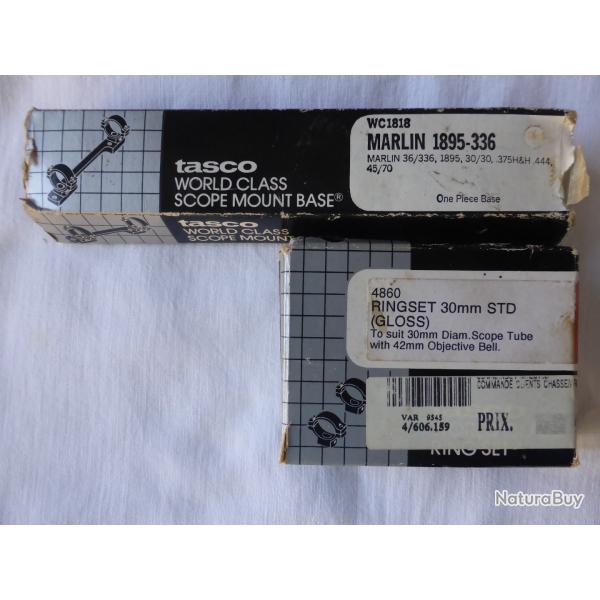 WC1818
MARLIN 1895-336
MARLIN 36/336, 1895, 30/30, .375H&H .444,
45/70
One Piece Base
tasco
WORLD CLASS
SCOPE MOUNT BASE®
tasco
WORLD CLASS
SCOPE MOUNT
4860
RINGSET 30mm STD
(GLOSS)
To suit 30mm Diam.Scope Tube
with 42mm Objective Bell.
COMMANDE CLIENTS CHASSEUR
VAR 9545
4/606.159
PRIX.
RING SET
NaturaBuy